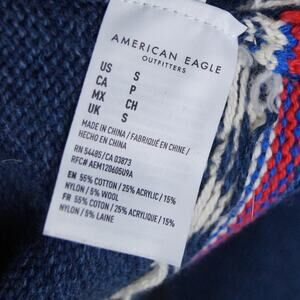 AMERICAN EAGLE
OUTFITTERS
US S
CA P
MX CH
UK S
MADE IN CHINA / FABRIQUÉ EN CHINE /
HECHO EN CHINA
RN 54485/CA 03873
RFC# AEM120605U9A
EN 55% COTTON / 25% ACRYLIC / 15%
NYLON / 5% WOOL
FR 55% COTON / 25% ACRYLIQUE / 15%
NYLON / 5% LAINE